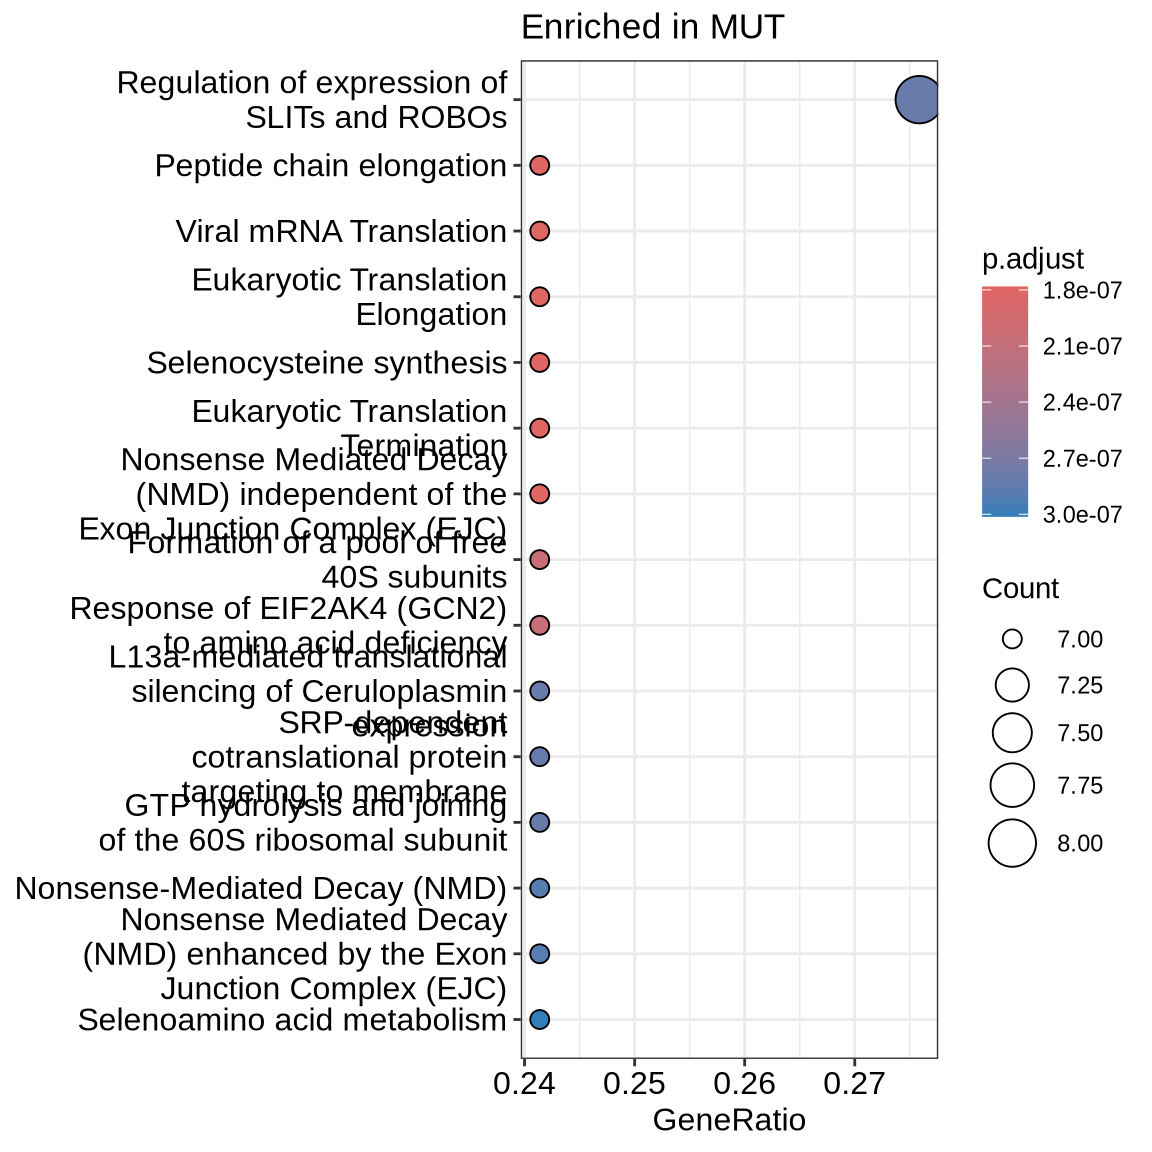 Enriched in MUT
Regulation of expression of
SLITs and ROBOs
Peptide chain elongation
Viral mRNA Translation
Eukaryotic Translation
Elongation
Selenocysteine synthesis
Eukaryotic Translation
Termination
Nonsense Mediated Decay
(NMD) independent of the
Exon Junction Complex (EJC)
Formation of a pool of free
40S subunits
Response of EIF2AK4 (GCN2)
to amino acid deficiency
L13a-mediated translational
silencing of Ceruloplasmin
expression
SRP-dependent
cotranslational protein
targeting to membrane
GTP hydrolysis and joining
of the 60S ribosomal subunit
Nonsense-Mediated Decay (NMD)
Nonsense Mediated Decay
(NMD) enhanced by the Exon
Junction Complex (EJC)
Selenoamino acid metabolism
0.24 0.25 0.26 0.27
GeneRatio
p.adjust
1.8e-07
2.1e-07
2.4e-07
2.7e-07
3.0e-07
Count
7.00
7.25
7.50
7.75
8.00